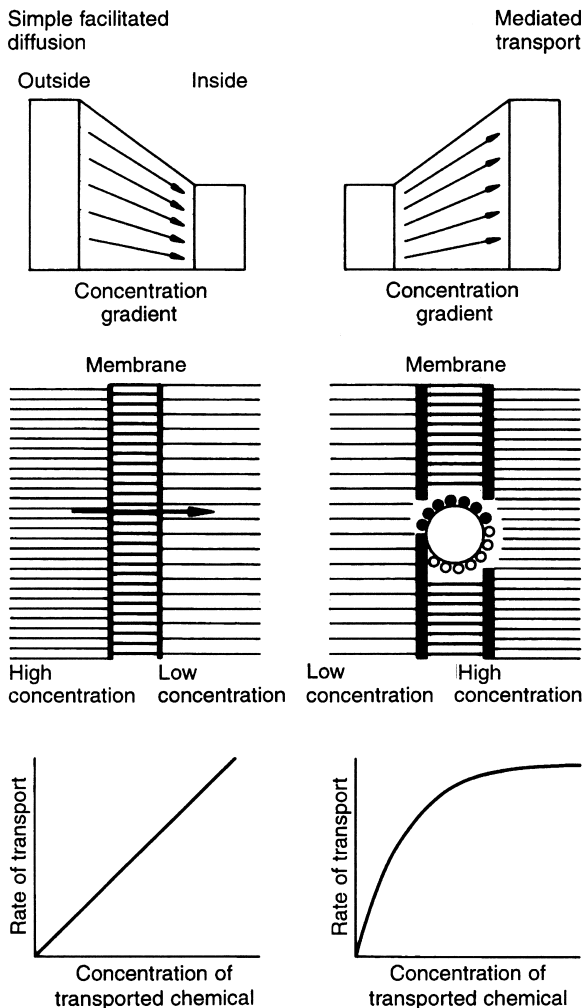 Simple facilitated
diffusion
Mediated
transport
Outside
Inside
Concentration
gradient
Concentration
gradient
Membrane
Membrane
High
concentration
Low
concentration
Low
concentration
High
concentration
Rate of transport
Concentration of
transported chemical
Rate of transport
Concentration of
transported chemical